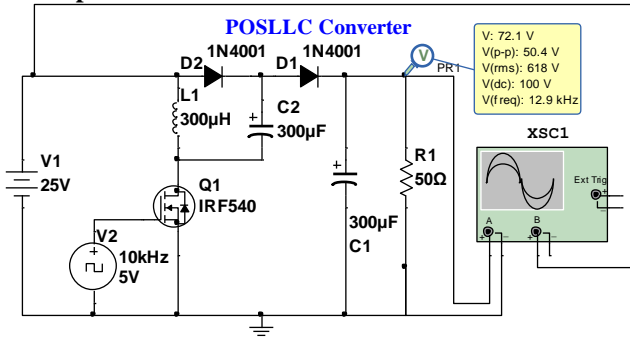 POSLLC Converter
D2
1N4001
D1
1N4001
PR1
V
V: 72.1 V
V(p-p): 50.4 V
V(rms): 618 V
V(dc): 100 V
V(freq): 12.9 kHz
L1
300µH
C2
300µF
+
XSC1
V1
25V
Q1
IRF540
R1
50Ω
+
300µF
C1
Ext Trig
+
A
B
+
+
V2
+
10kHz
5V